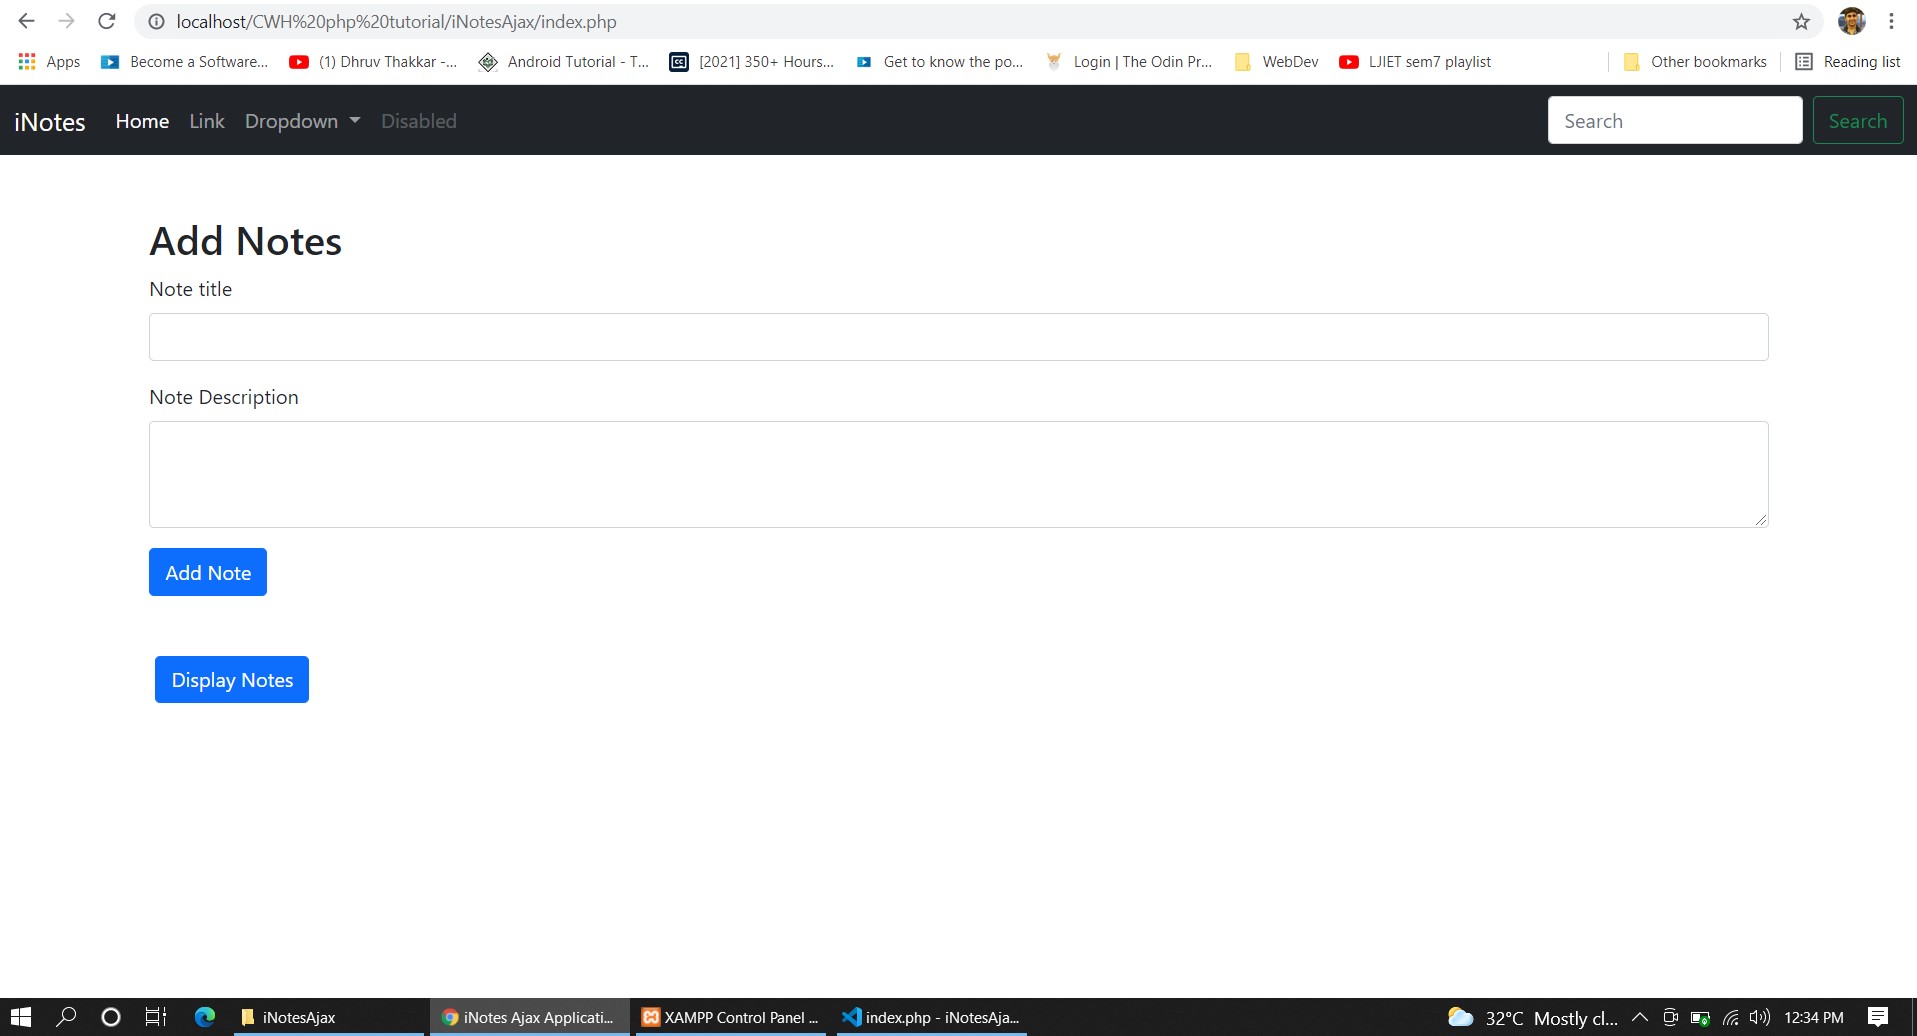 localhost/CWH%20php%20tutorial/iNotesAjax/index.php
Apps Become a Software... (1) Dhruv Thakkar -... Android Tutorial - T... [2021] 350+ Hours... Get to know the po... Login | The Odin Pr... WebDev LJIET sem7 playlist Other bookmarks Reading list
iNotes Home Link Dropdown Disabled Search Search
Add Notes
Note title
Note Description
Add Note
Display Notes
iNotesAjax iNotes Ajax Applicati... XAMPP Control Panel ... index.php - iNotesAja... 32°C Mostly cl... 12:34 PM